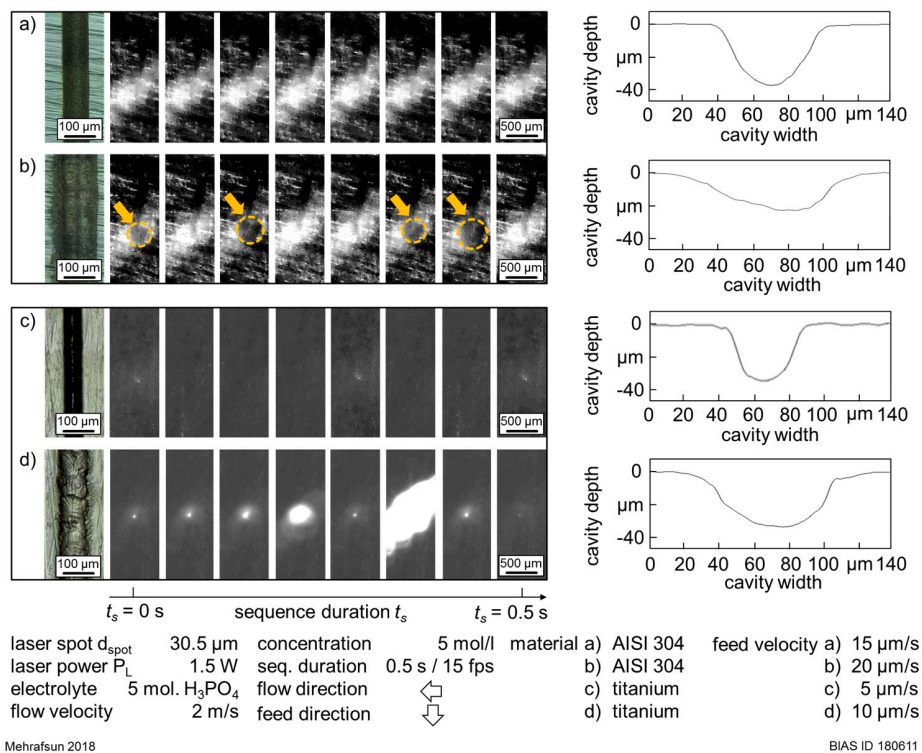 a)
100 µm
500 µm
cavity depth
0
µm
-40
0 20 40 60 80 100 µm 140
cavity width
b)
100 µm
500 µm
cavity depth
0
µm
-40
0 20 40 60 80 100 µm 140
cavity width
c)
100 µm
500 µm
cavity depth
0
µm
-40
0 20 40 60 80 100 µm 140
cavity width
d)
100 µm
500 µm
cavity depth
0
µm
-40
0 20 40 60 80 100 µm 140
cavity width
ts = 0 s sequence duration ts ts = 0.5 s
laser spot dspot 30.5 µm concentration 5 mol/l material a) AISI 304 feed velocity a) 15 µm/s
laser power PL 1.5 W seq. duration 0.5 s / 15 fps b) AISI 304 b) 20 µm/s
electrolyte 5 mol. H3PO4 flow direction c) titanium c) 5 µm/s
flow velocity 2 m/s feed direction d) titanium d) 10 µm/s
Mehrafsun 2018 BIAS ID 180611